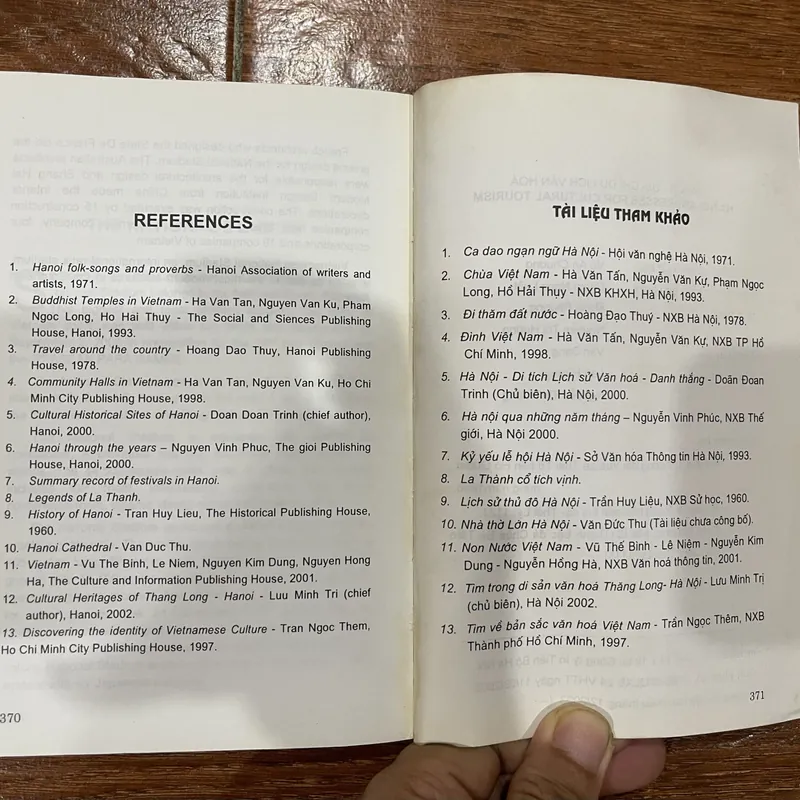 REFERENCES
1. Hanoi folk-songs and proverbs - Hanoi Association of writers and
artists, 1971.
2. Buddhist Temples in Vietnam - Ha Van Tan, Nguyen Van Ku, Pham
Ngoc Long, Ho Hai Thuy - The Social and Siences Publishing
House, Hanoi, 1993.
3. Travel around the country - Hoang Dao Thuy, Hanoi Publishing
House, 1978.
4. Community Halls in Vietnam - Ha Van Tan, Nguyen Van Ku, Ho Chi
Minh City Publishing House, 1998.
5. Cultural Historical Sites of Hanoi - Doan Doan Trinh (chief author),
Hanoi, 2000.
6. Hanoi through the years – Nguyen Vinh Phuc, The gioi Publishing
House, Hanoi, 2000.
7. Summary record of festivals in Hanoi.
8. Legends of La Thanh.
9. History of Hanoi - Tran Huy Lieu, The Historical Publishing House,
1960.
10. Hanoi Cathedral - Van Duc Thu.
11. Vietnam - Vu The Binh, Le Niem, Nguyen Kim Dung, Nguyen Hong
Ha, The Culture and Information Publishing House, 2001.
12. Cultural Heritages of Thang Long - Hanoi - Luu Minh Tri (chief
author), Hanoi, 2002.
13. Discovering the identity of Vietnamese Culture - Tran Ngoc Them,
Ho Chi Minh City Publishing House, 1997.
370
TÀI LIỆU THAM KHẢO
1. Ca dao ngạn ngữ Hà Nội - Hội văn nghệ Hà Nội, 1971.
2. Chùa Việt Nam - Hà Văn Tấn, Nguyễn Văn Kự, Phạm Ngọc
Long, Hồ Hải Thụy - NXB KHXH, Hà Nội, 1993.
3. Đi thăm đất nước - Hoàng Đạo Thuý - NXB Hà Nội, 1978.
4. Đình Việt Nam - Hà Văn Tấn, Nguyễn Văn Kự, NXB TP Hồ
Chí Minh, 1998.
5. Hà Nội - Di tích Lịch sử Văn hoá - Danh thắng - Doãn Đoan
Trinh (Chủ biên), Hà Nội, 2000.
6. Hà nội qua những năm tháng – Nguyễn Vinh Phúc, NXB Thế
giới, Hà Nội 2000.
7. Kỷ yếu lễ hội Hà Nội - Sở Văn hóa Thông tin Hà Nội, 1993.
8. La Thành cổ tích vịnh.
9. Lịch sử thủ đô Hà Nội - Trần Huy Liệu, NXB Sử học, 1960.
10. Nhà thờ Lớn Hà Nội - Văn Đức Thu (Tài liệu chưa công bố).
11. Non Nước Việt Nam - Vũ Thế Bình - Lê Niệm - Nguyễn Kim
Dung - Nguyễn Hồng Hà, NXB Văn hoá thông tin, 2001.
12. Tìm trong di sản văn hoá Thăng Long- Hà Nội - Lưu Minh Trị
(chủ biên), Hà Nội 2002.
13. Tìm về bản sắc văn hoá Việt Nam - Trần Ngọc Thêm, NXB
Thành phố Hồ Chí Minh, 1997.
371